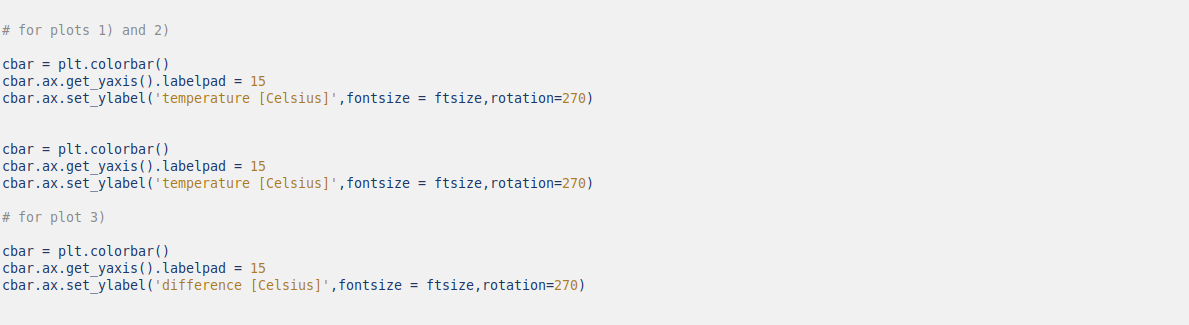 # for plots 1) and 2)
cbar = plt.colorbar()
cbar.ax.get_yaxis().labelpad = 15
cbar.ax.set_ylabel('temperature [Celsius]',fontsize = ftsize,rotation=270)
cbar = plt.colorbar()
cbar.ax.get_yaxis().labelpad = 15
cbar.ax.set_ylabel('temperature [Celsius]',fontsize = ftsize,rotation=270)
# for plot 3)
cbar = plt.colorbar()
cbar.ax.get_yaxis().labelpad = 15
cbar.ax.set_ylabel('difference [Celsius]',fontsize = ftsize,rotation=270)